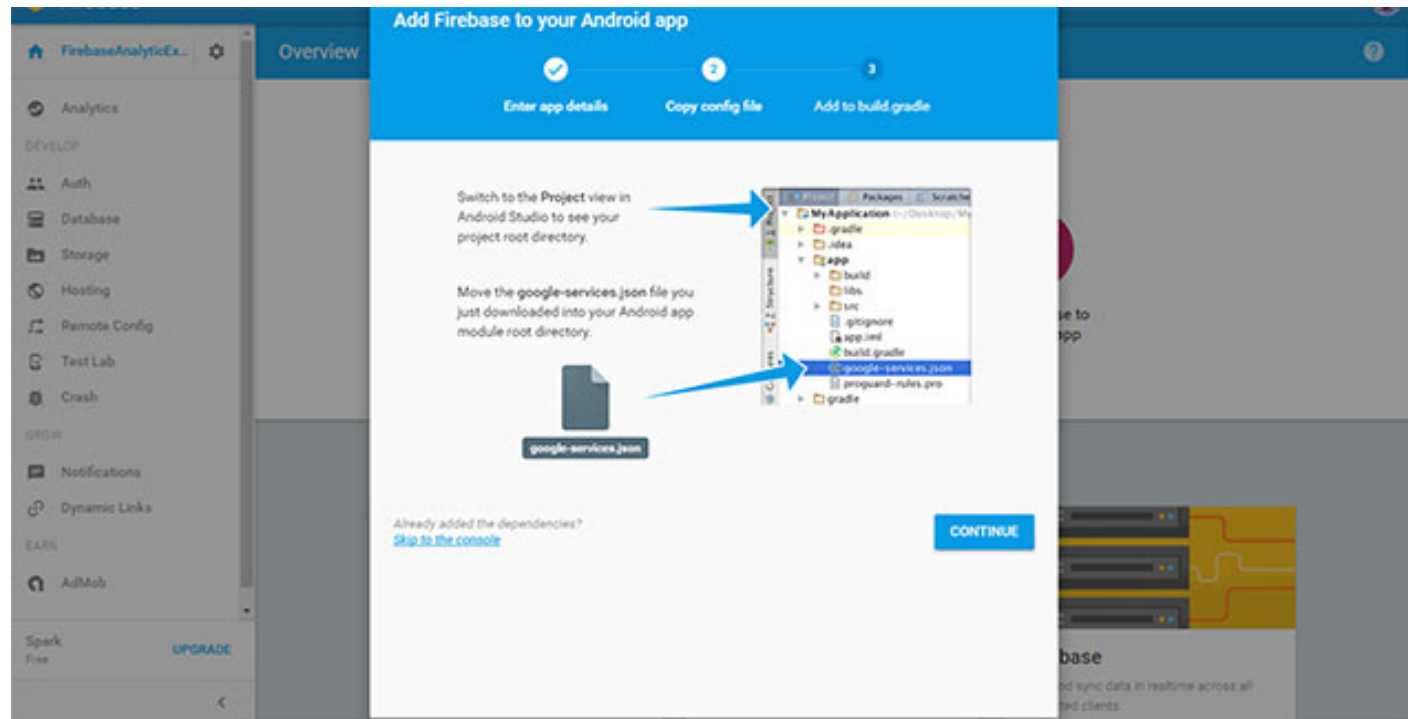 Add Firebase to your Android app
FirebaseAnalyticEx...
Overview
2
3
Enter app details
Copy config file
Add to build.gradle
Analytics
DEVELOP
Auth
Database
Storage
Hosting
Remote Config
Test Lab
Crash
GROW
Notifications
Dynamic Links
EARN
AdMob
Spark
Free
UPGRADE
Switch to the Project view in
Android Studio to see your
project root directory.
Move the google-services.json file you
just downloaded into your Android app
module root directory.
google-services.json
Packages
Scratche
MyApplication
.gradle
.idea
app
build
libs
src
.gitignore
app.iml
build.gradle
google-services.json
proguard-rules.pro
gradle
Structure
Already added the dependencies?
Skip to the console
CONTINUE
se to
app
base
nd sync data in realtime across all
ted clients.